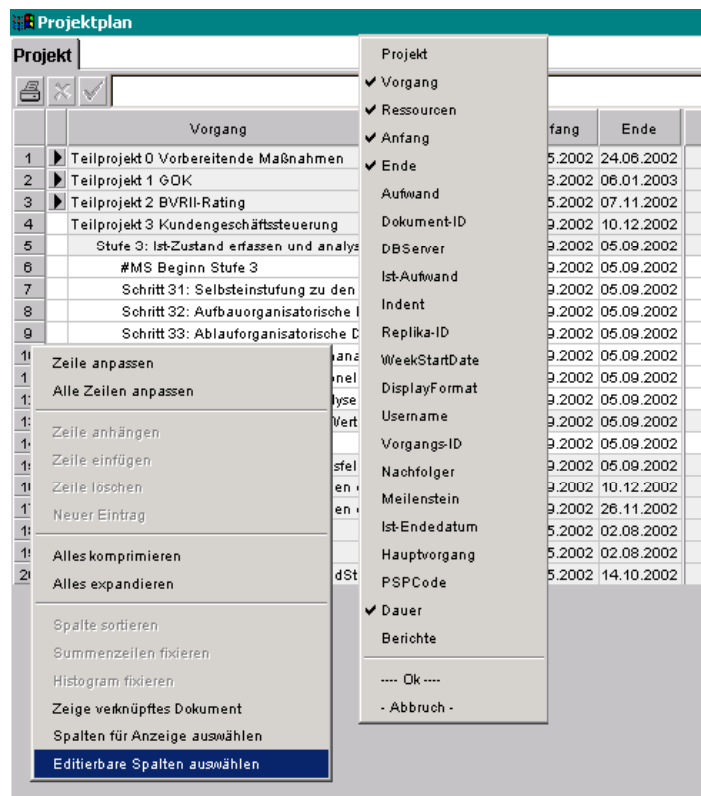 Projektplan
Projekt
Vorgang fang Ende
1 Teilprojekt 0 Vorbereitende Maßnahmen 5.2002 24.06.2002
2 Teilprojekt 1 GOK 8.2002 06.01.2003
3 Teilprojekt 2 BVRII-Rating 5.2002 07.11.2002
4 Teilprojekt 3 Kundengeschäftssteuerung 9.2002 10.12.2002
5 Stufe 3: Ist-Zustand erfassen und analys 9.2002 05.09.2002
6 #MS Beginn Stufe 3 9.2002 05.09.2002
7 Schritt 31: Selbsteinstufung zu den 9.2002 05.09.2002
8 Schritt 32: Aufbauorganisatorische 9.2002 05.09.2002
9 Schritt 33: Ablauforganisatorische D 9.2002 05.09.2002
ana 9.2002 05.09.2002
nel 9.2002 05.09.2002
lyse 9.2002 05.09.2002
Wert 9.2002 05.09.2002
9.2002 05.09.2002
sfel 9.2002 05.09.2002
en 9.2002 10.12.2002
en 9.2002 26.11.2002
5.2002 02.08.2002
5.2002 02.08.2002
dSt 5.2002 14.10.2002
Projekt
Vorgang
Ressourcen
Anfang
Ende
Aufwand
Dokument-ID
DBServer
Ist-Aufwand
Indent
Replika-ID
WeekStartDate
DisplayFormat
Username
Vorgangs-ID
Nachfolger
Meilenstein
Ist-Endedatum
Hauptvorgang
PSPCode
Dauer
Berichte
---- Ok ----
- Abbruch -
Zeile anpassen
Alle Zeilen anpassen
Zeile anhängen
Zeile einfügen
Zeile löschen
Neuer Eintrag
Alles komprimieren
Alles expandieren
Spalte sortieren
Summenzeilen fixieren
Histogram fixieren
Zeige verknüpftes Dokument
Spalten für Anzeige auswählen
Editierbare Spalten auswählen